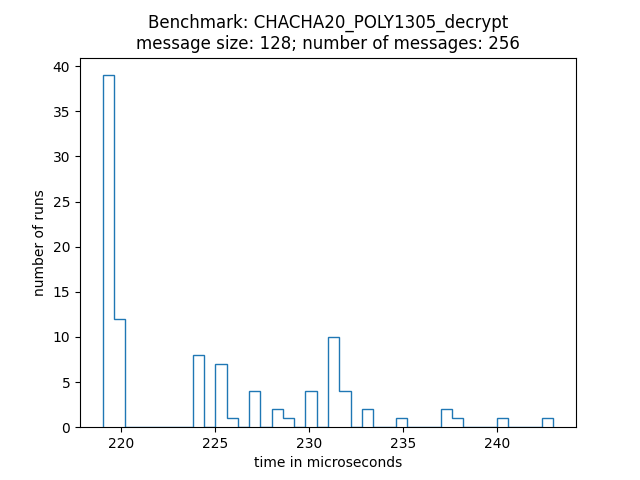 Benchmark: CHACHA20_POLY1305_decrypt
message size: 128; number of messages: 256
40
35
30
25
20
15
10
5
0
number of runs
220 225 230 235 240
time in microseconds